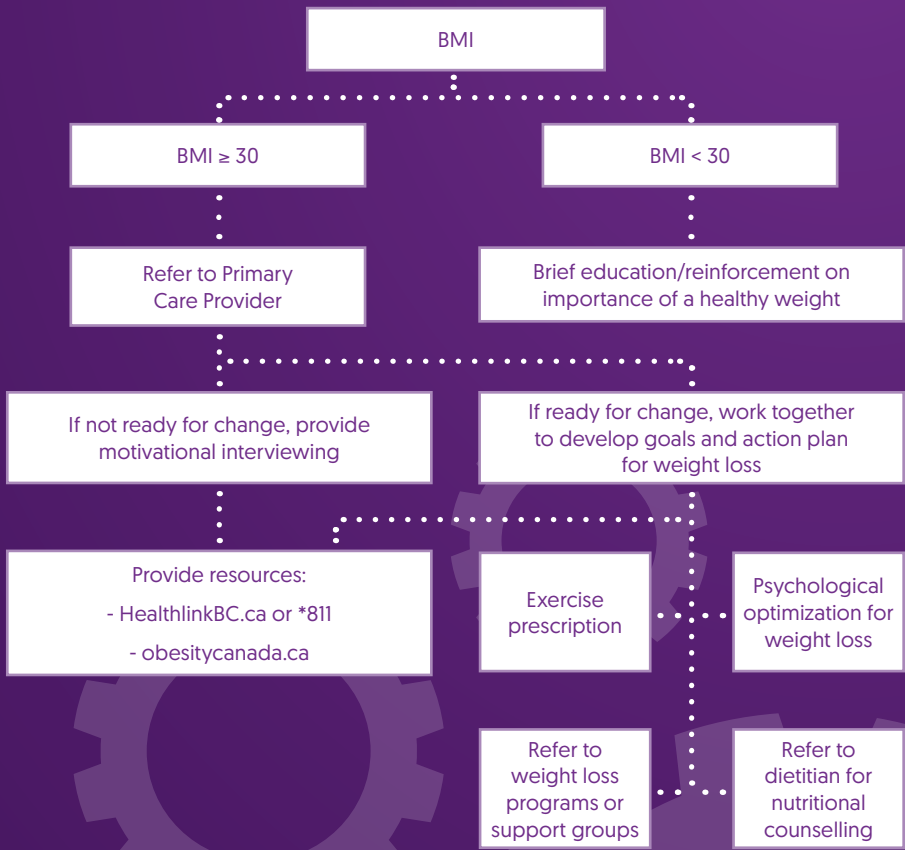 BMI
BMI ≥ 30
BMI < 30
Refer to Primary
Care Provider
Brief education/reinforcement on
importance of a healthy weight
If not ready for change, provide
motivational interviewing
If ready for change, work together
to develop goals and action plan
for weight loss
Provide resources:
- HealthlinkBC.ca or *811
- obesitycanada.ca
Exercise
prescription
Psychological
optimization for
weight loss
Refer to
weight loss
programs or
support groups
Refer to
dietitian for
nutritional
counselling